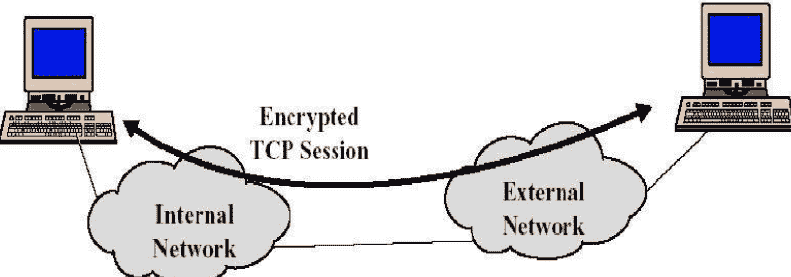 Encrypted
TCP Session
Internal
Network
External
Network